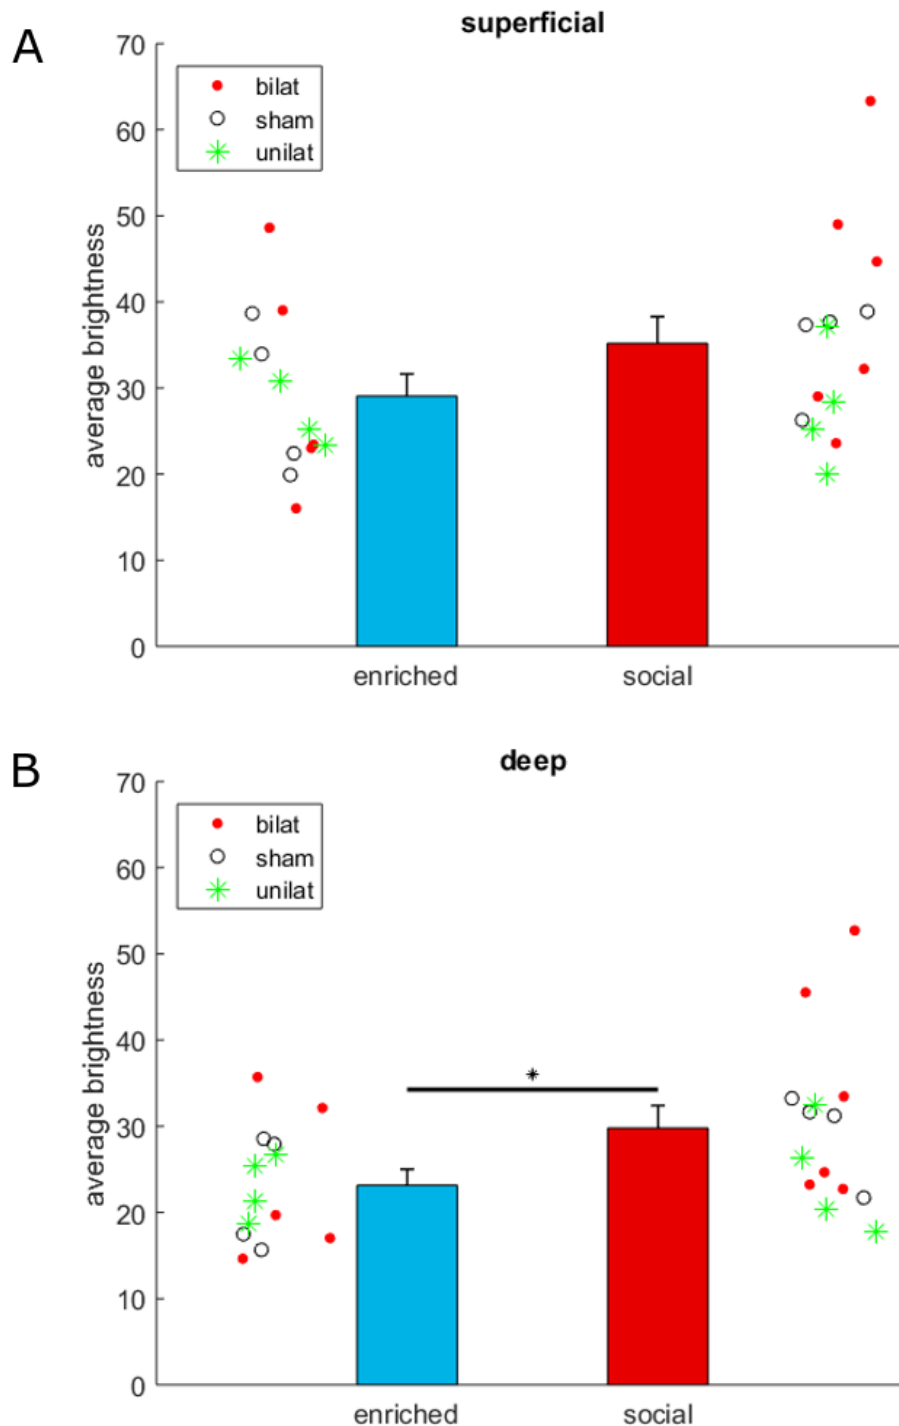 A
superficial
70
60
50
40
30
20
10
0
average brightness
bilat
sham
unilat
enriched social
B
deep
70
60
50
40
30
20
10
0
average brightness
bilat
sham
unilat
*
enriched social